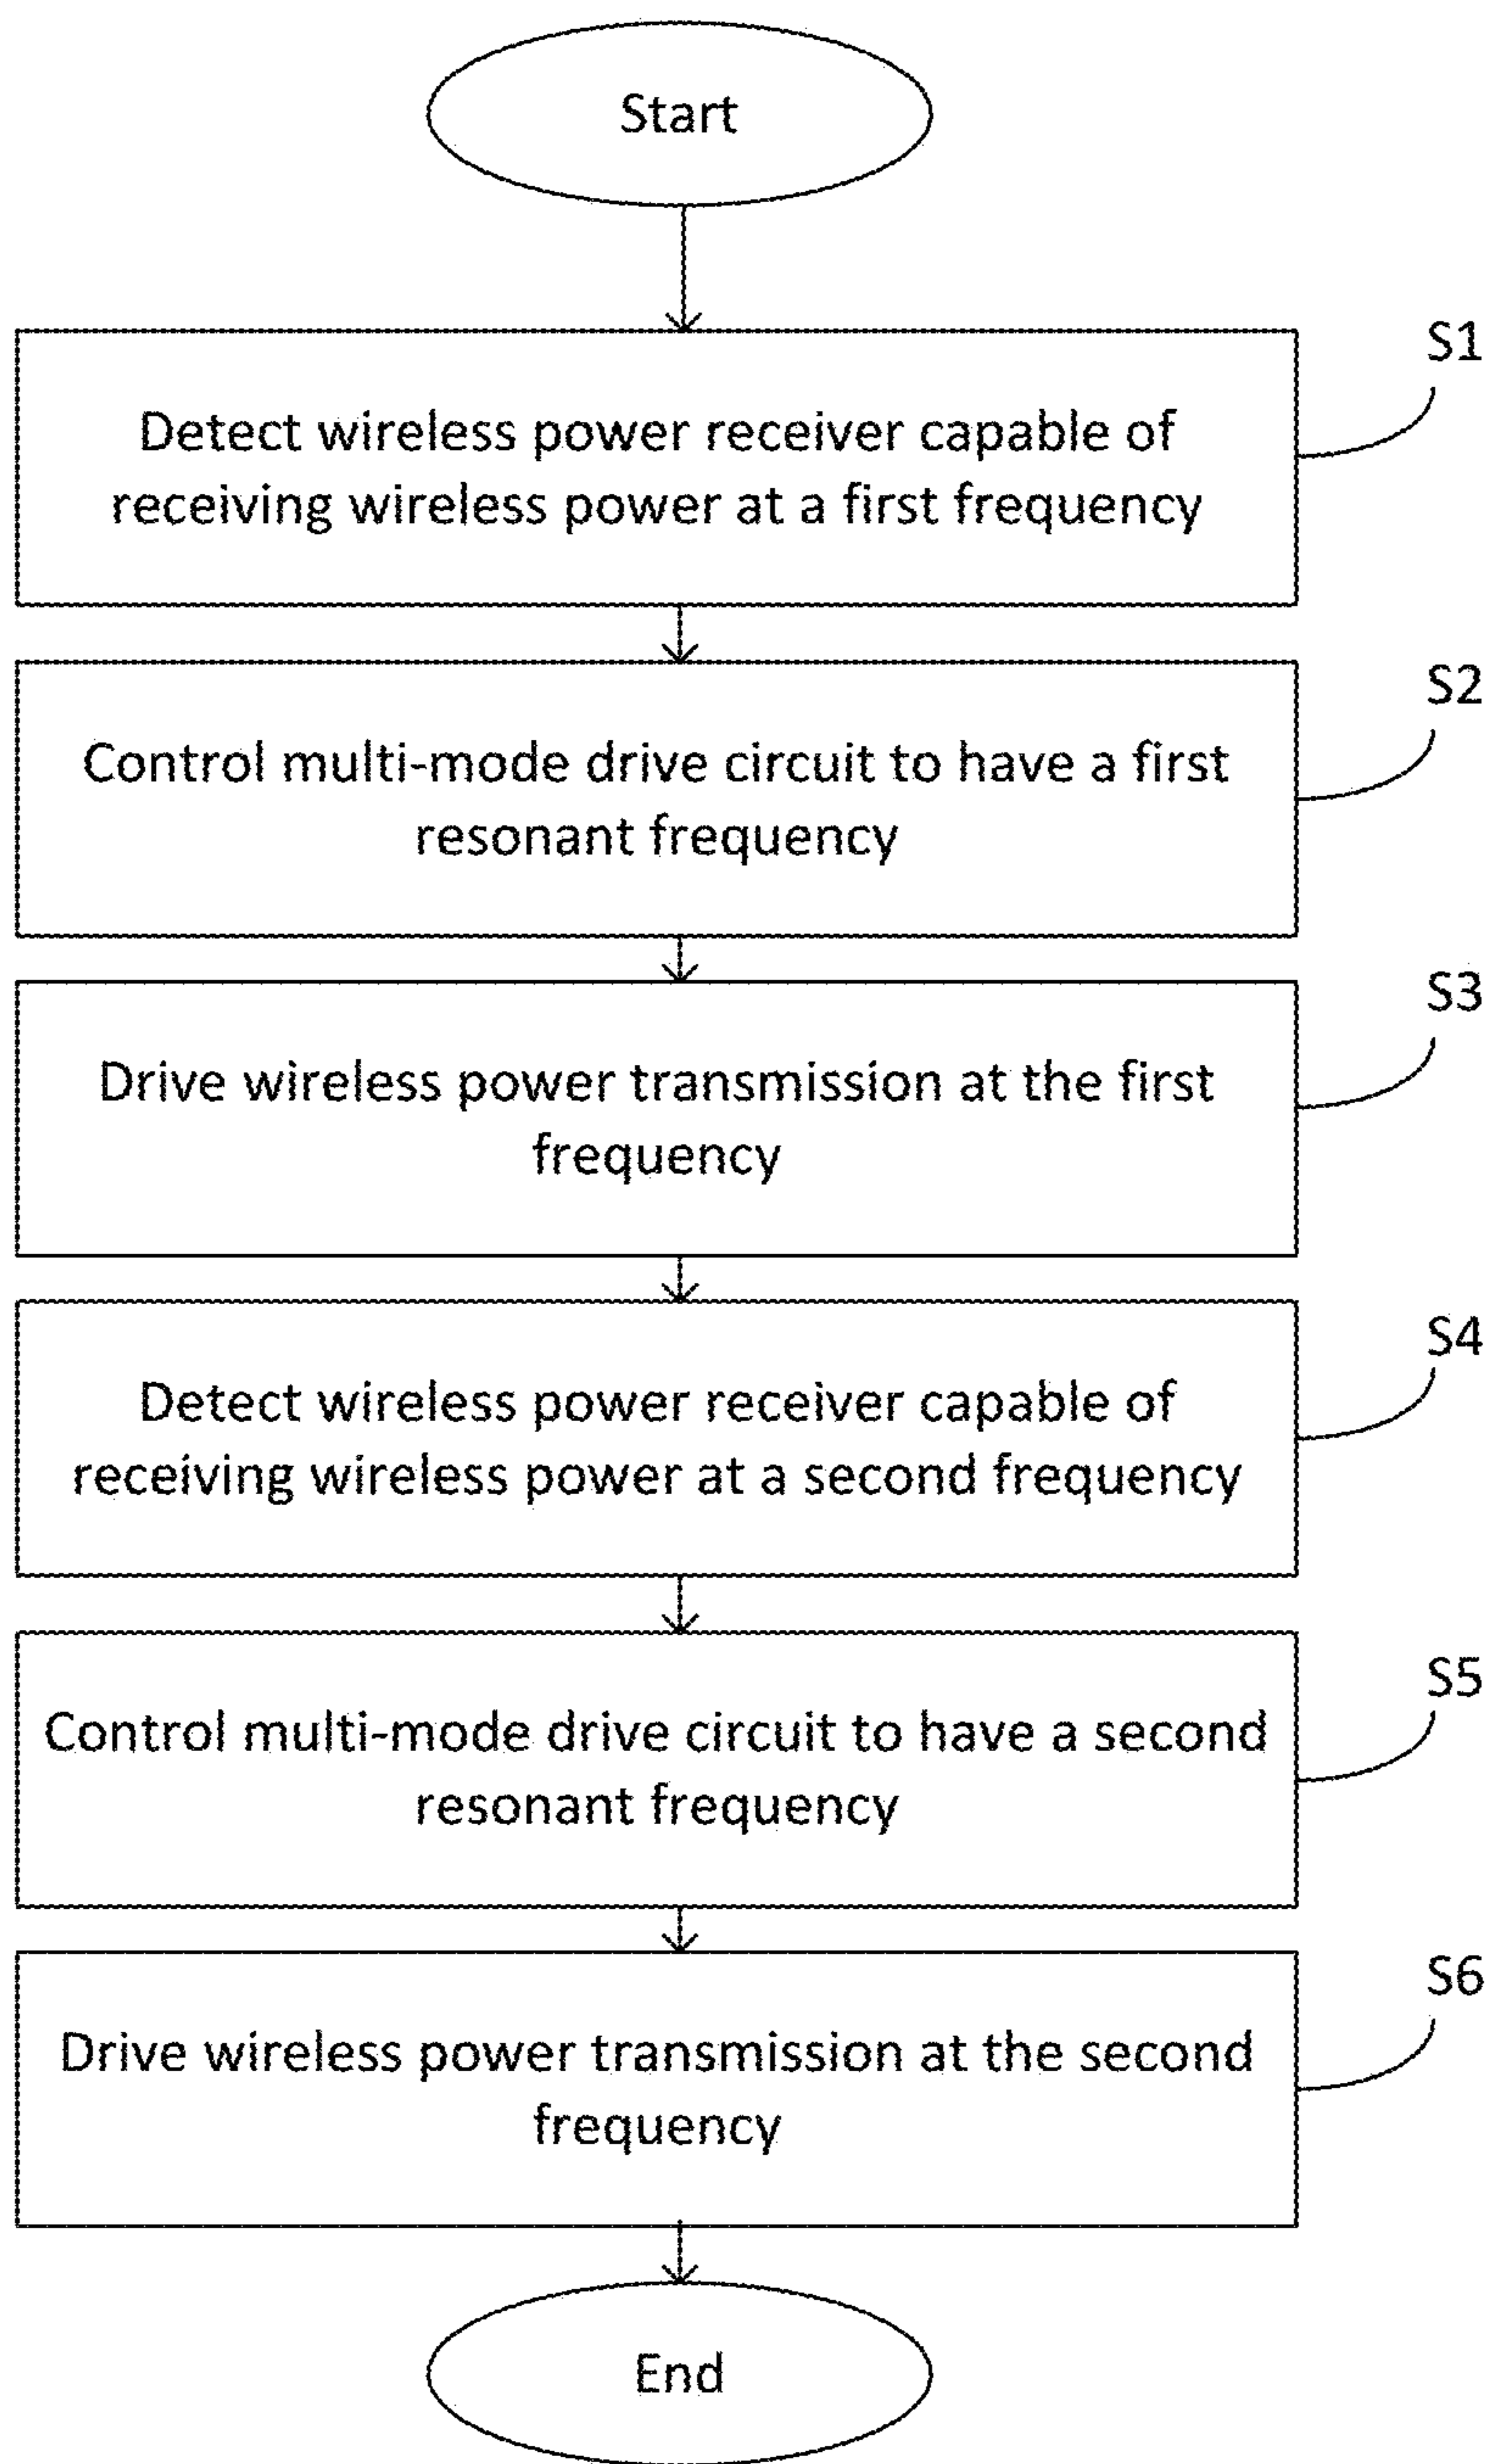 Start
S1
Detect wireless power receiver capable of
receiving wireless power at a first frequency
S2
Control multi-mode drive circuit to have a first
resonant frequency
S3
Drive wireless power transmission at the first
frequency
S4
Detect wireless power receiver capable of
receiving wireless power at a second frequency
S5
Control multi-mode drive circuit to have a second
resonant frequency
S6
Drive wireless power transmission at the second
frequency
End